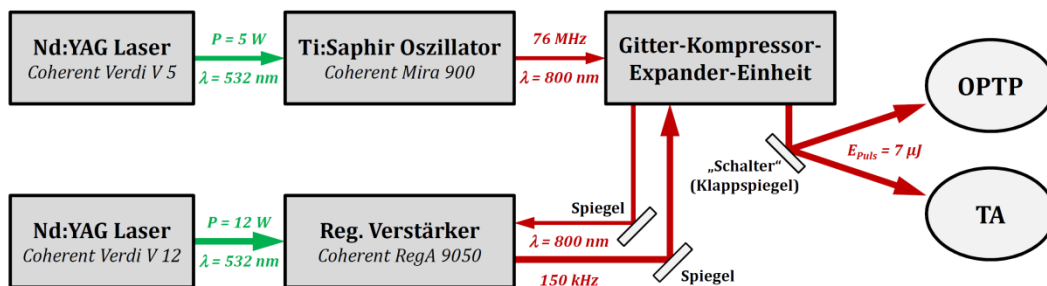 Nd:YAG Laser
Coherent Verdi V 5
P = 5 W
λ = 532 nm
Ti:Saphir Oszillator
Coherent Mira 900
76 MHz
λ = 800 nm
Gitter-Kompressor-
Expander-Einheit
OPTP
E_Puls = 7 µJ
„Schalter“
(Klappspiegel)
TA
Nd:YAG Laser
Coherent Verdi V 12
P = 12 W
λ = 532 nm
Reg. Verstärker
Coherent RegA 9050
Spiegel
λ = 800 nm
150 kHz
Spiegel